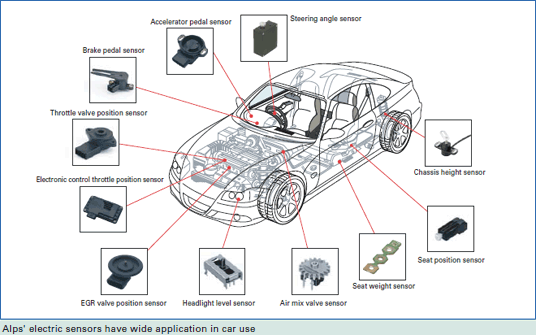 Accelerator pedal sensor
Steering angle sensor
Brake pedal sensor
Throttle valve position sensor
Chassis height sensor
Electronic control throttle position sensor
Seat position sensor
Seat weight sensor
EGR valve position sensor
Headlight level sensor
Air mix valve sensor
Alps' electric sensors have wide application in car use